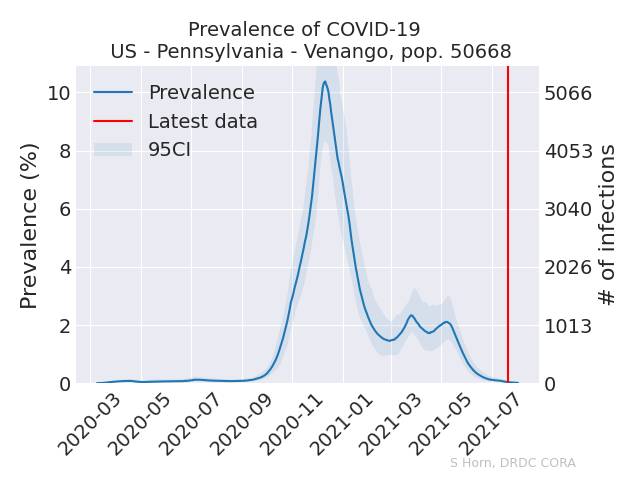 Prevalence of COVID-19
US - Pennsylvania - Venango, pop. 50668
Prevalence
Latest data
95CI
Prevalence (%)
10
8
6
4
2
0
5066
4053
3040
2026
1013
0
# of infections
2020-03
2020-05
2020-07
2020-09
2020-11
2021-01
2021-03
2021-05
2021-07
S Horn, DRDC CORA